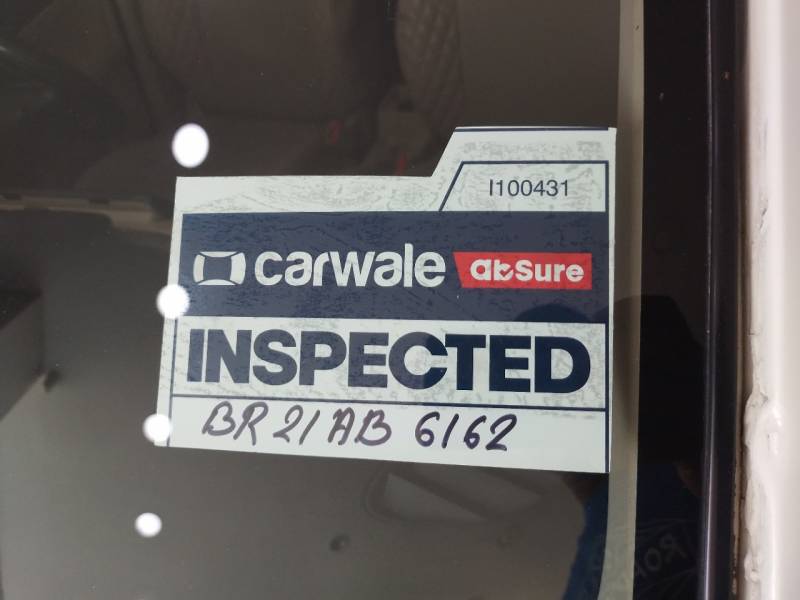 I100431
carwale abSure
INSPECTED
BR 21 AB 6162